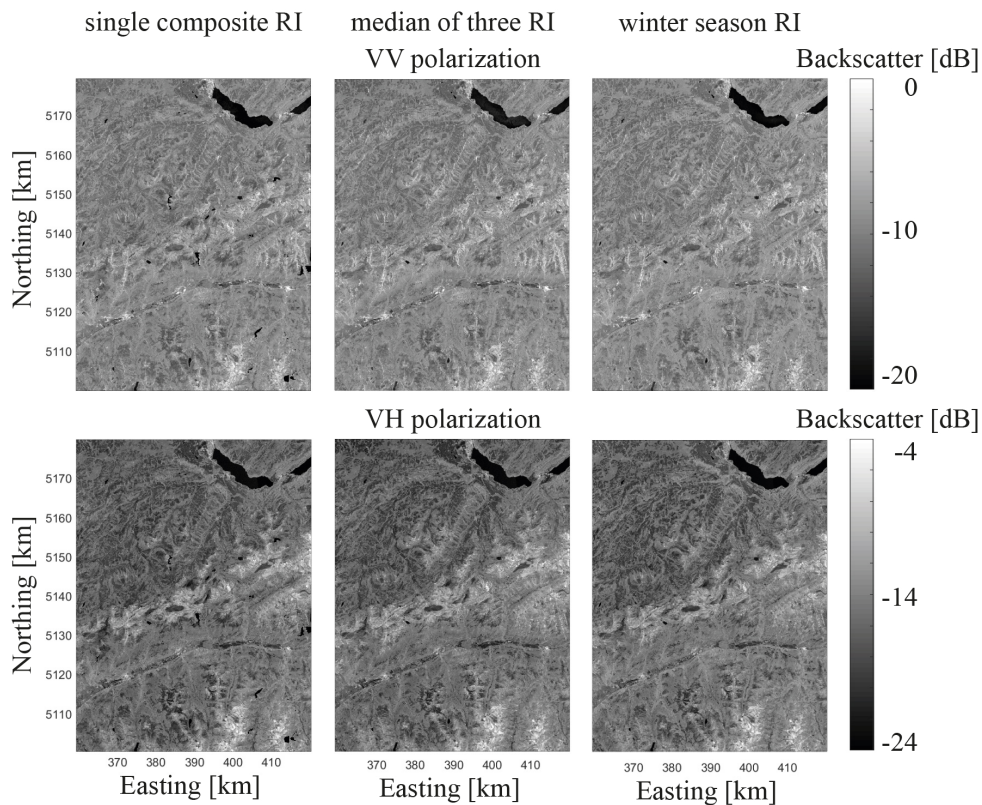 single composite RI median of three RI winter season RI
VV polarization Backscatter [dB]
0
5170
5160
5150
5140
5130
5120
5110
Northing [km]
-10
-20
VH polarization Backscatter [dB]
-4
5170
5160
5150
5140
5130
5120
5110
Northing [km]
-14
-24
370 380 390 400 410 370 380 390 400 410 370 380 390 400 410
Easting [km] Easting [km] Easting [km]